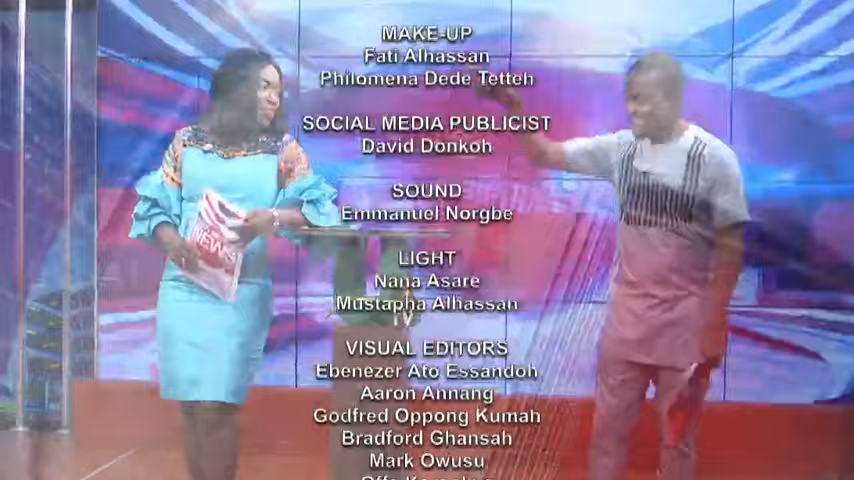 MAKE-UP
Fati Alhassan
Philomena Dede Tetteh
SOCIAL MEDIA PUBLICIST
David Donkoh
SOUND
Emmanuel Norgbe
LIGHT
Nana Asare
Mustapha Alhassan
VISUAL EDITORS
Ebenezer Ato Essandoh
Aaron Annang
Godfred Oppong Kumah
Bradford Ghansah
Mark Owusu
NEWS